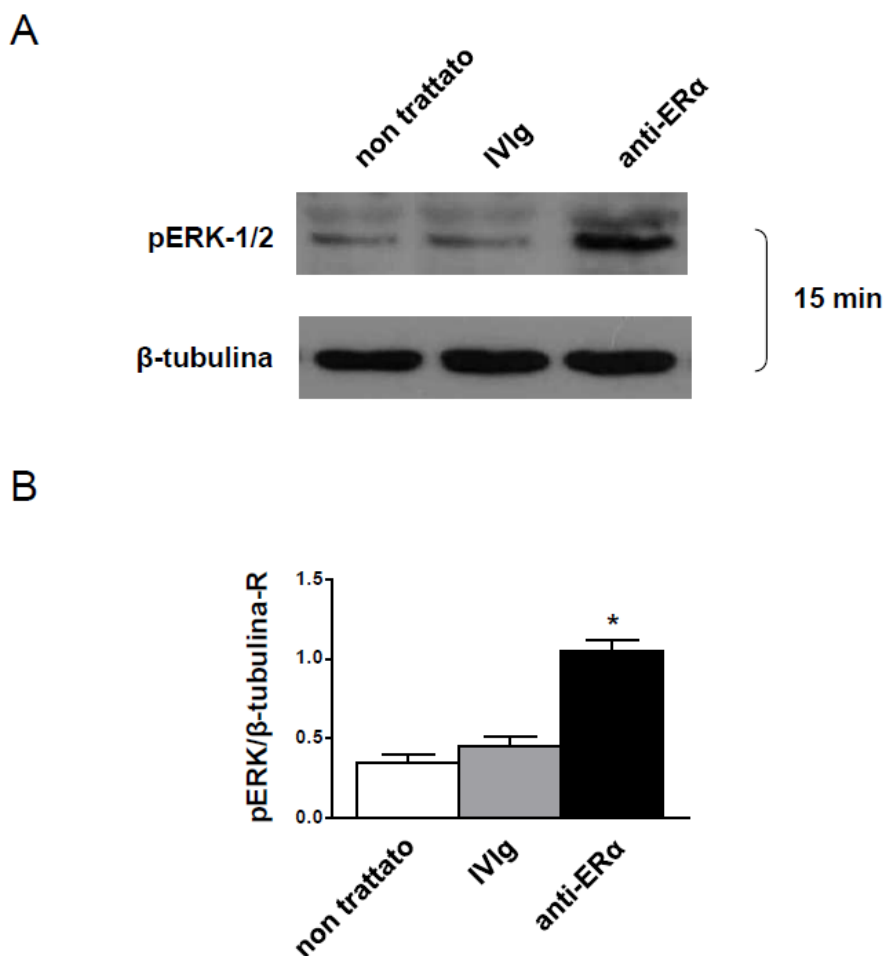 A
non trattato
IVIg
anti-ERα
pERK-1/2
15 min
β-tubulina
B
pERK/β-tubulina-R
1.5
1.0
0.5
0.0
*
non trattato
IVIg
anti-ERα